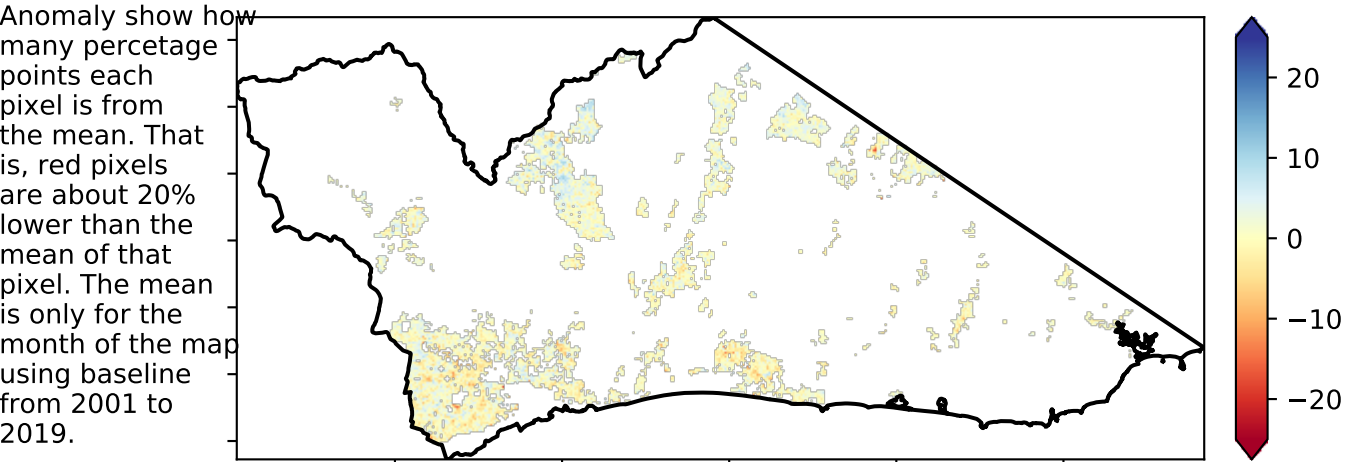 Anomaly show how
many percetage
points each
pixel is from
the mean. That
is, red pixels
are about 20%
lower than the
mean of that
pixel. The mean
is only for the
month of the map
using baseline
from 2001 to
2019.
20
10
0
−10
−20